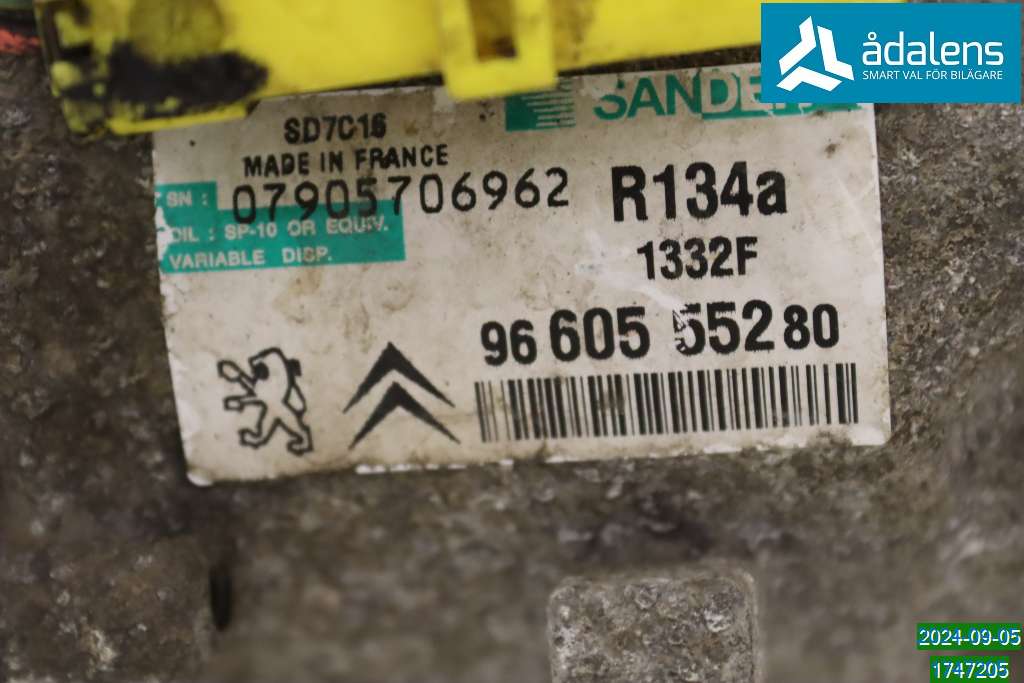 ådalens
SMART VAL FÖR BILÄGARE
SANDE
SD7C16
MADE IN FRANCE
SN : 07905706962
R134a
OIL : SP-10 OR EQUIV.
VARIABLE DISP.
1332F
96 605 552 80
2024-09-05
1747205